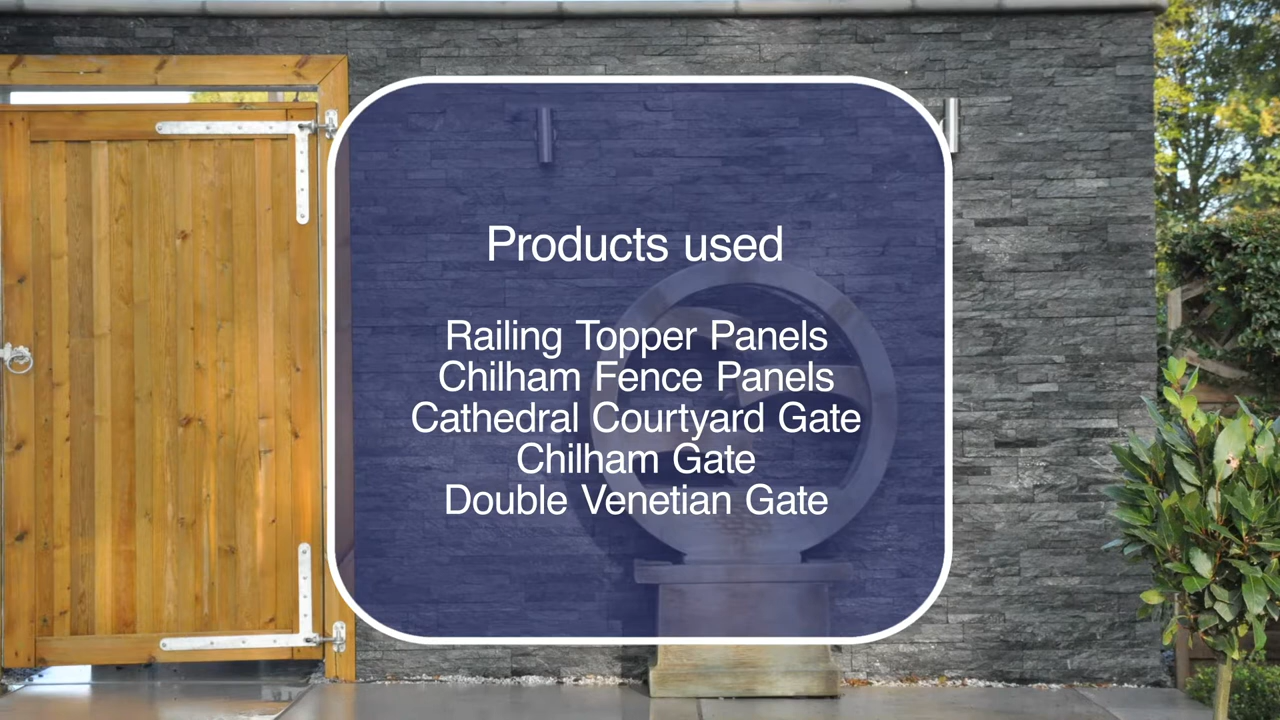 Products used
Railing Topper Panels
Chilham Fence Panels
Cathedral Courtyard Gate
Chilham Gate
Double Venetian Gate